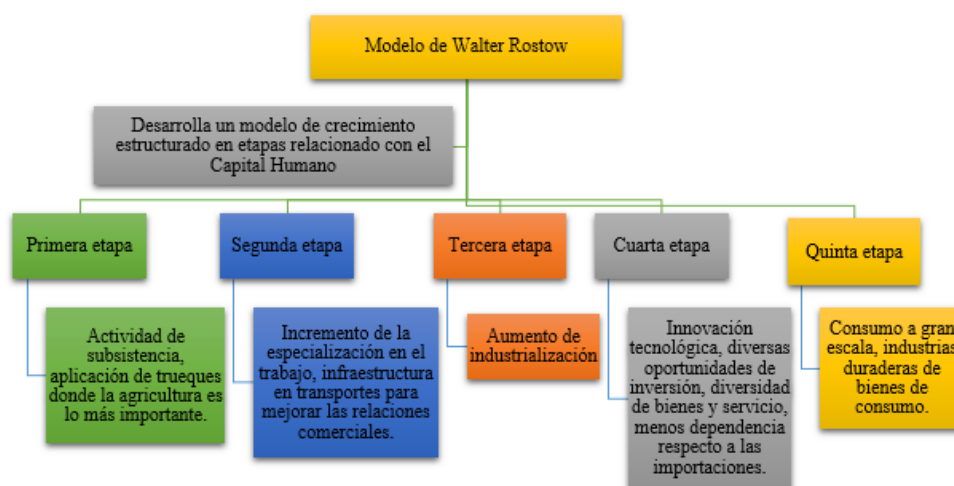 Modelo de Walter Rostow
Desarrolla un modelo de crecimiento
estructurado en etapas relacionado con el
Capital Humano
Primera etapa
Segunda etapa
Tercera etapa
Cuarta etapa
Quinta etapa
Actividad de
subsistencia,
aplicación de trueques
donde la agricultura es
lo más importante.
Incremento de la
especialización en el
trabajo, infraestructura
en transportes para
mejorar las relaciones
comerciales.
Aumento de
industrialización
Innovación
tecnológica, diversas
oportunidades de
inversión, diversidad
de bienes y servicio,
menos dependencia
respecto a las
importaciones.
Consumo a gran
escala, industrias
duraderas de
bienes de
consumo.